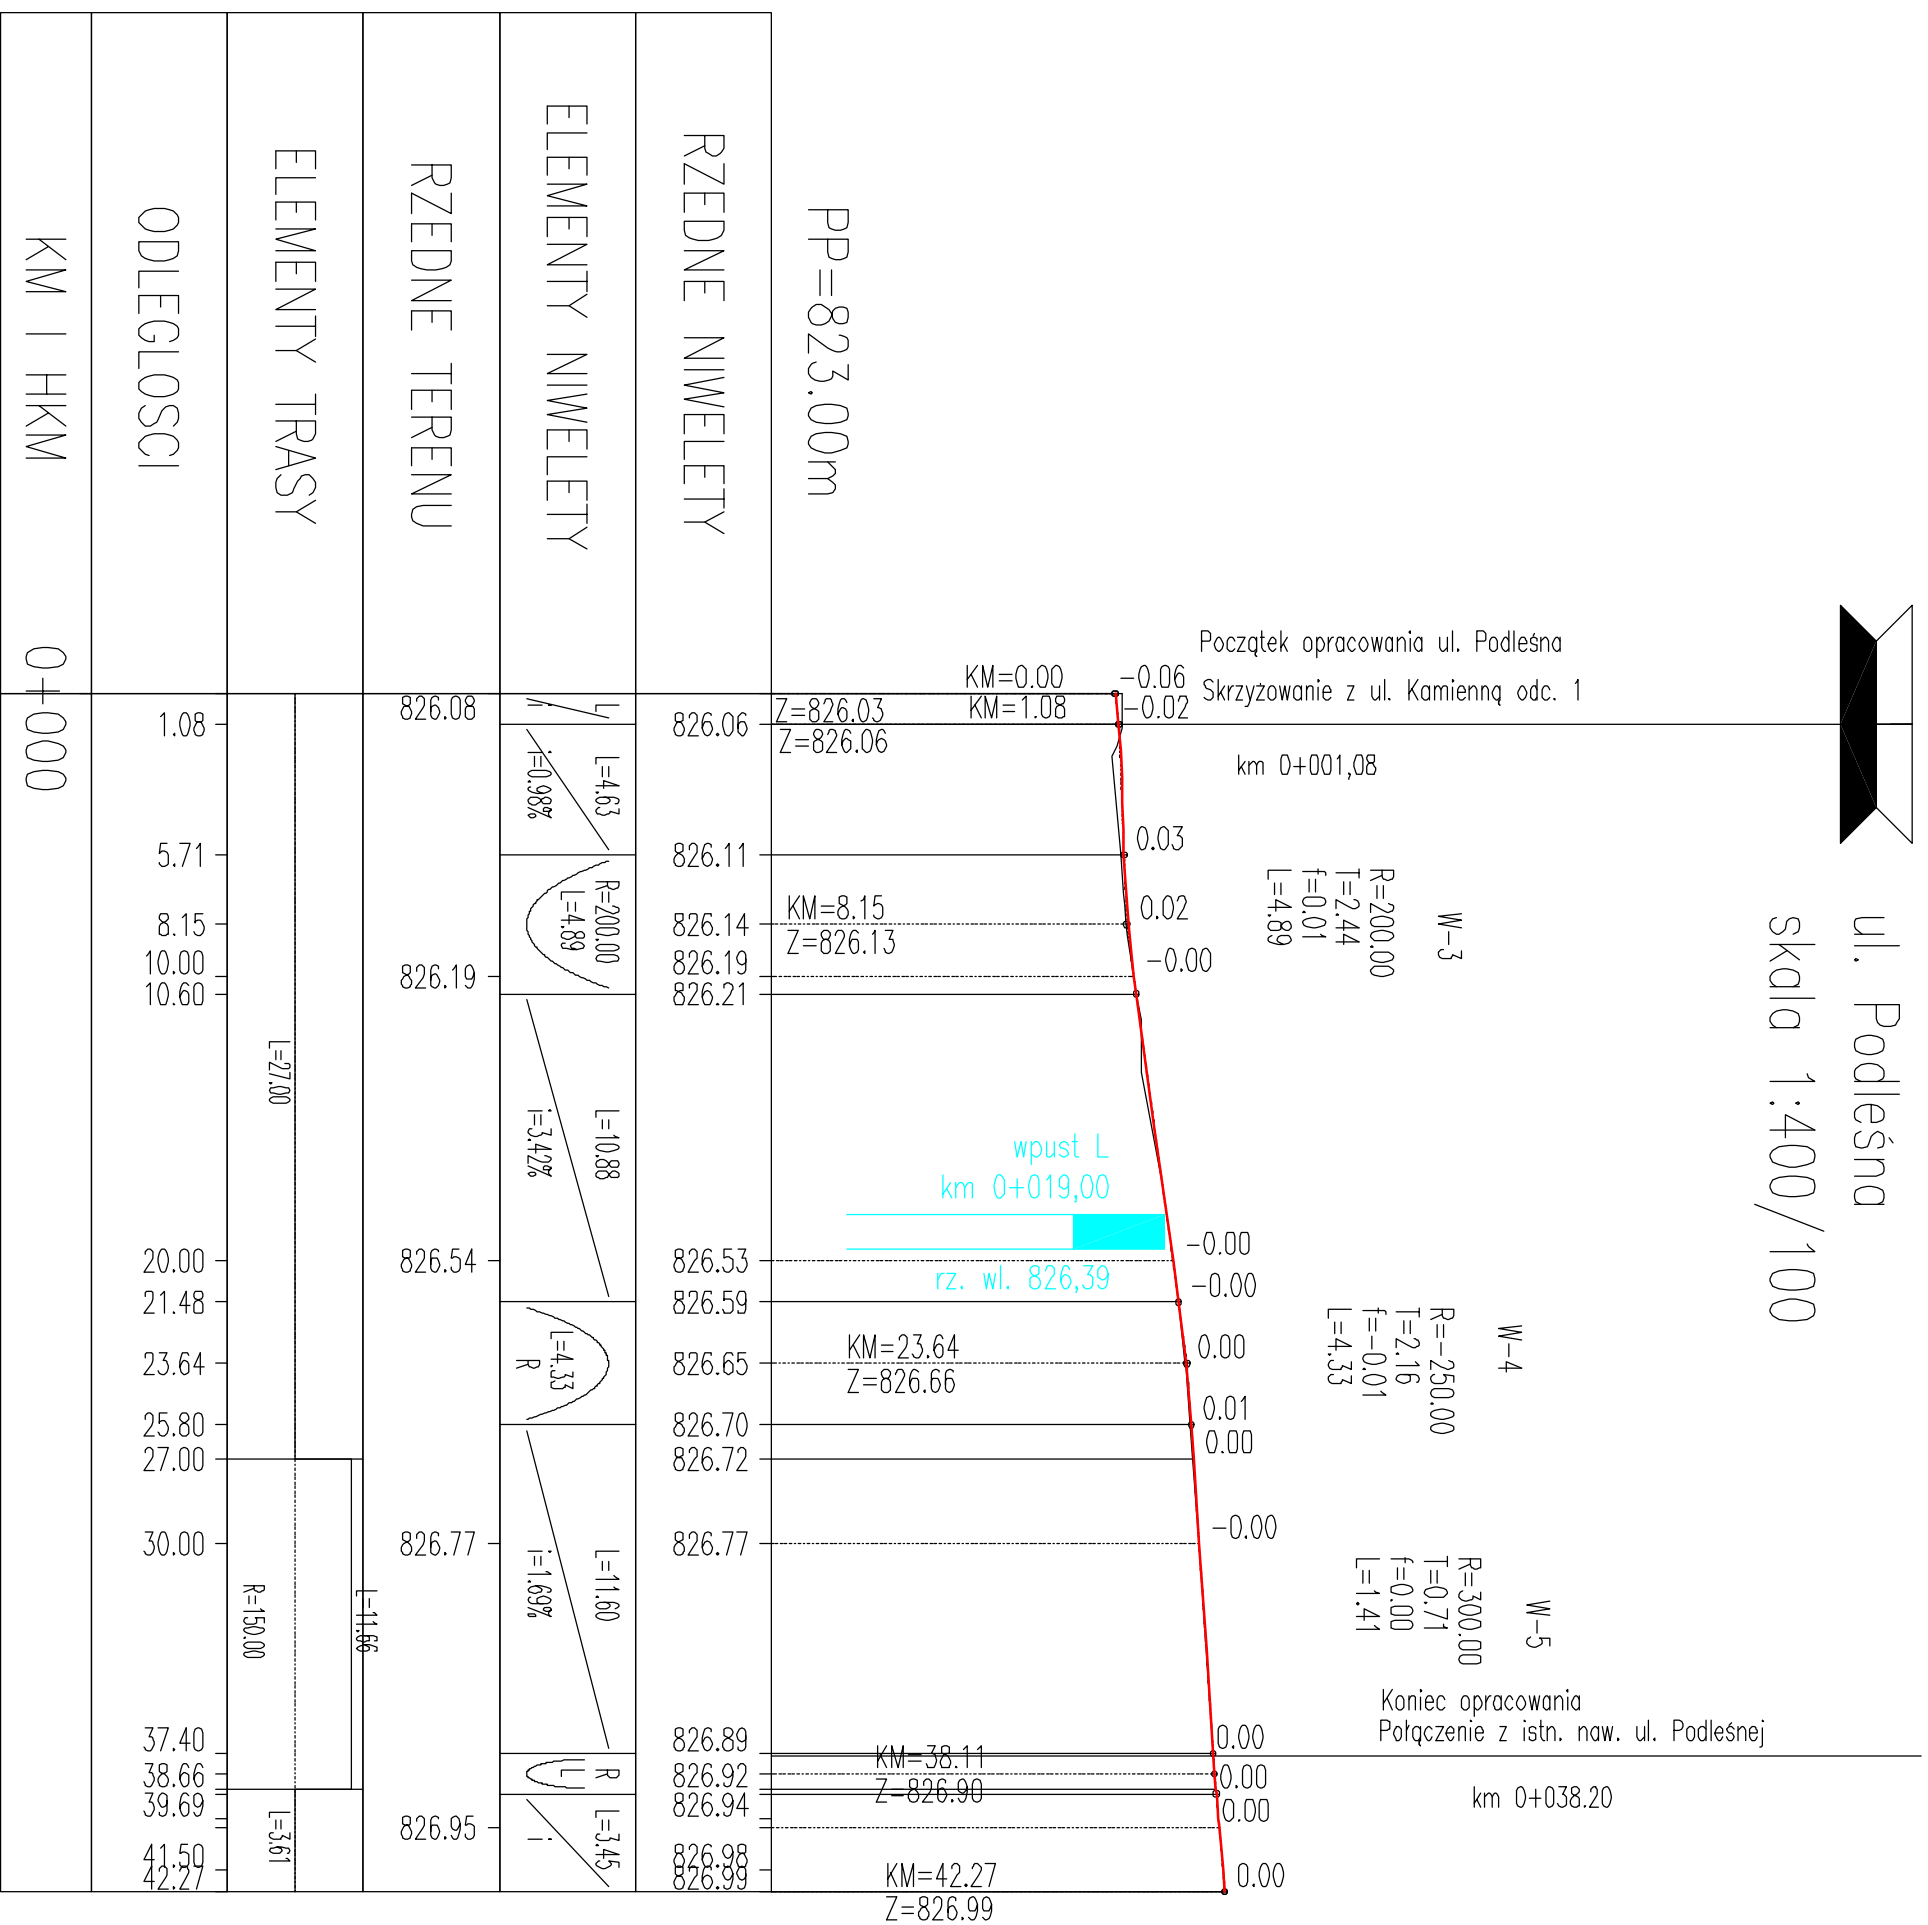 ul. Podleśna
skala 1:400/100
Początek opracowania ul. Podleśna
Skrzyżowanie z ul. Kamienną odc. 1
km 0+001,08
W-3
R=200.00
T=2.44
f=0.01
L=4.89
W-4
R=-250.00
T=2.16
f=-0.01
L=4.33
W-5
R=300.00
T=0.71
f=0.00
L=1.41
Koniec opracowania
Połączenie z istn. naw. ul. Podleśnej
km 0+038.20
-0.06
-0.02
0.03
0.02
-0.00
-0.00
-0.00
0.00
0.01
0.00
-0.00
0.00
0.00
0.00
0.00
KM=0.00
Z=826.03
KM=1.08
Z=826.06
KM=8.15
Z=826.13
wpust L
km 0+019,00
rz. wl. 826,39
KM=23.64
Z=826.66
KM=38.11
Z=826.90
KM=42.27
Z=826.99
PP=823.00m
RZEDNE NIWELETY
826.06
826.11
826.14
826.19
826.21
826.53
826.59
826.65
826.70
826.72
826.77
826.89
826.92
826.94
826.98
826.99
ELEMENTY NIWELETY
L
i
L=4.63
i=0.98%
R=200.00
L=4.89
L=10.88
i=3.42%
L=4.33
R
L=11.60
i=1.69%
R
L
L=3.45
i
RZEDNE TERENU
826.08
826.19
826.54
826.77
826.95
ELEMENTY TRASY
L=27.00
L=11.66
R=150.00
L=3.61
ODLEGLOSCI
1.08
5.71
8.15
10.00
10.60
20.00
21.48
23.64
25.80
27.00
30.00
37.40
38.66
39.69
41.50
42.27
KM I HKM
0+000